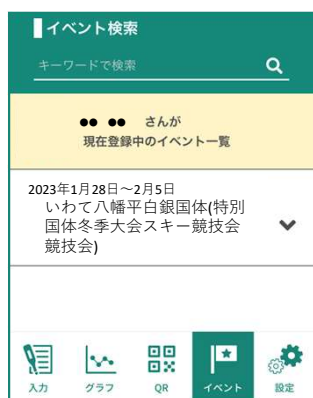 イベント検索
キーワードで検索
●● ●● さんが
現在登録中のイベント一覧
2023年1月28日～2月5日
いわて八幡平白銀国体(特別
国体冬季大会スキー競技会
競技会)
入力 グラフ QR イベント 設定